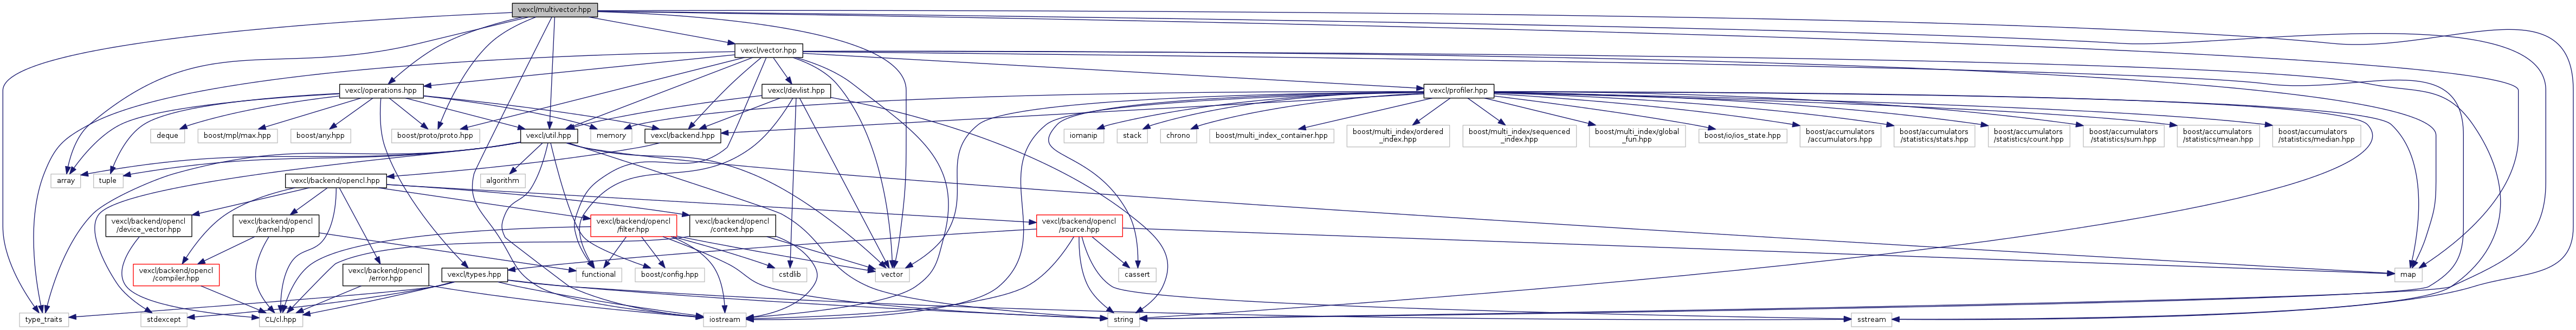 vexcl/multivector.hpp
vexcl/vector.hpp
vexcl/operations.hpp
vexcl/devlist.hpp
vexcl/profiler.hpp
deque
boost/mpl/max.hpp
boost/any.hpp
boost/proto/proto.hpp
vexcl/util.hpp
memory
vexcl/backend.hpp
iomanip
stack
chrono
boost/multi_index_container.hpp
boost/multi_index/ordered
_index.hpp
boost/multi_index/sequenced
_index.hpp
boost/multi_index/global
_fun.hpp
boost/io/ios_state.hpp
boost/accumulators
/accumulators.hpp
boost/accumulators
/statistics/stats.hpp
boost/accumulators
/statistics/count.hpp
boost/accumulators
/statistics/sum.hpp
boost/accumulators
/statistics/mean.hpp
boost/accumulators
/statistics/median.hpp
array
tuple
vexcl/backend/opencl.hpp
algorithm
vexcl/backend/opencl
/device_vector.hpp
vexcl/backend/opencl
/kernel.hpp
vexcl/backend/opencl
/filter.hpp
vexcl/backend/opencl
/context.hpp
vexcl/backend/opencl
/source.hpp
vexcl/backend/opencl
/compiler.hpp
vexcl/backend/opencl
/error.hpp
vexcl/types.hpp
functional
boost/config.hpp
cstdlib
vector
cassert
map
type_traits
stdexcept
CL/cl.hpp
iostream
string
sstream